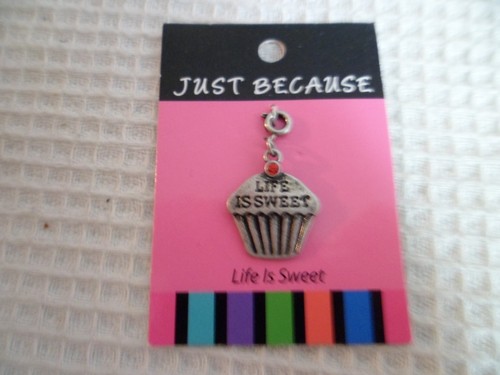 JUST BECAUSE
LIFE
IS SWEET
Life Is Sweet